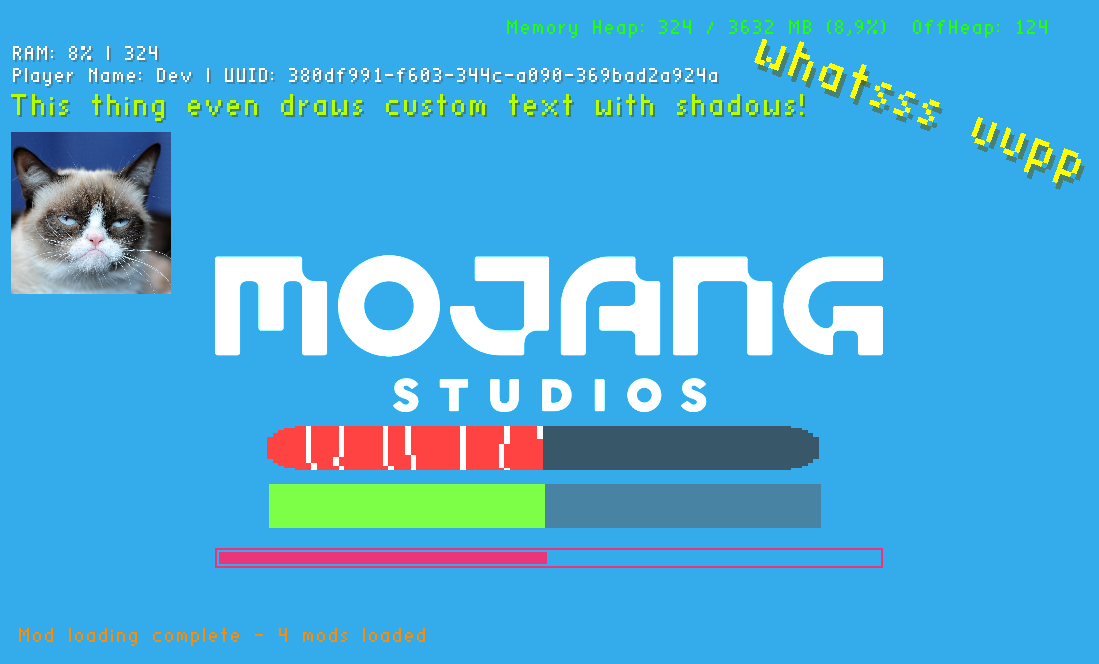 Memory Heap: 324 / 3632 MB (8,9%) OffHeap: 124
RAM: 8% | 324
Player Name: Dev | UUID: 380df991-f603-344c-a090-369bad2a924a
This thing even draws custom text with shadows!
whatsss uupp
MOJANG
STUDIOS
Mod loading complete - 4 mods loaded